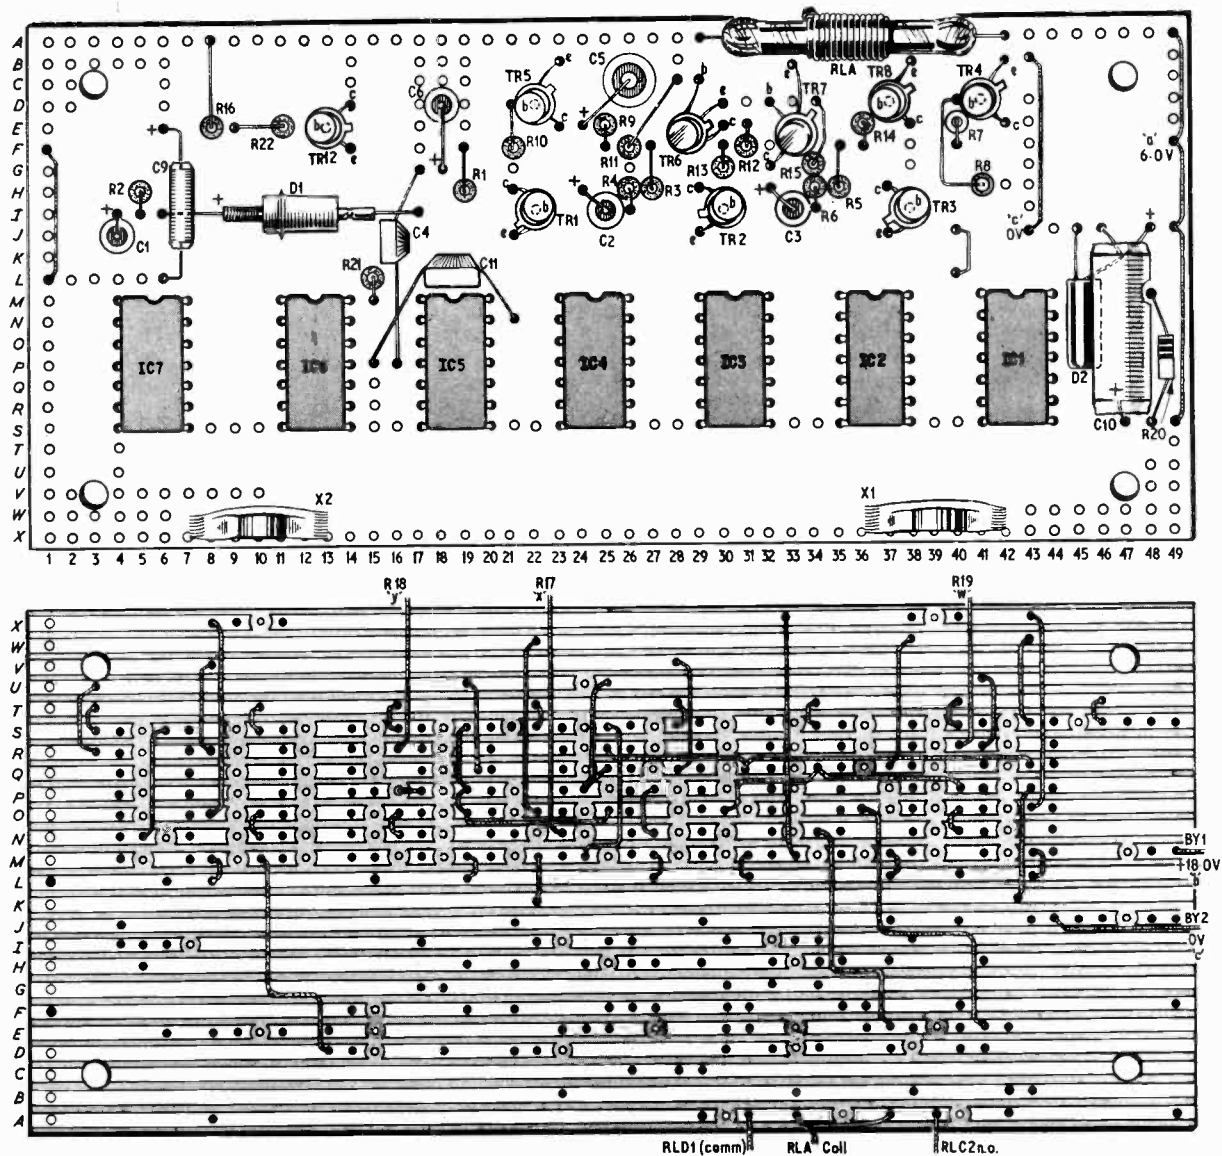 A
B
C
D
E
F
G
H
I
J
K
L
M
N
O
P
Q
R
S
T
U
V
W
X
RLA
C5
TR5
e
c
b
e
TR8
e
TR4
e
b
TR7
c
c
R16
R22
c
b
TR12
e
C6
+
R10
+
R9
R11
TR6
e
c
R13
R12
c
R15
R14
R7
'a'
6·0V
+
C9
R2
+
C1
+
D1
R1
C4
R21
C11
c
b
TR1
e
+
R4
R3
C2
c
b
TR2
e
+
C3
R6
R5
c
b
TR3
e
R8
'c'
0V
+
IC7
IC6
IC5
IC4
IC3
IC2
IC1
D2
+
C10
R20
X2
X1
1 2 3 4 5 6 7 8 9 10 11 12 13 14 15 16 17 18 19 20 21 22 23 24 25 26 27 28 29 30 31 32 33 34 35 36 37 38 39 40 41 42 43 44 45 46 47 48 49
R18
'y'
R17
'x'
R19
'w'
X
W
V
U
T
S
R
Q
P
O
N
M
L
K
J
I
H
G
F
E
D
C
B
A
BY1
+18·0V
'b'
BY2
0V
'c'
RLD1(comm)
RLA Coil
RLC2n.o.